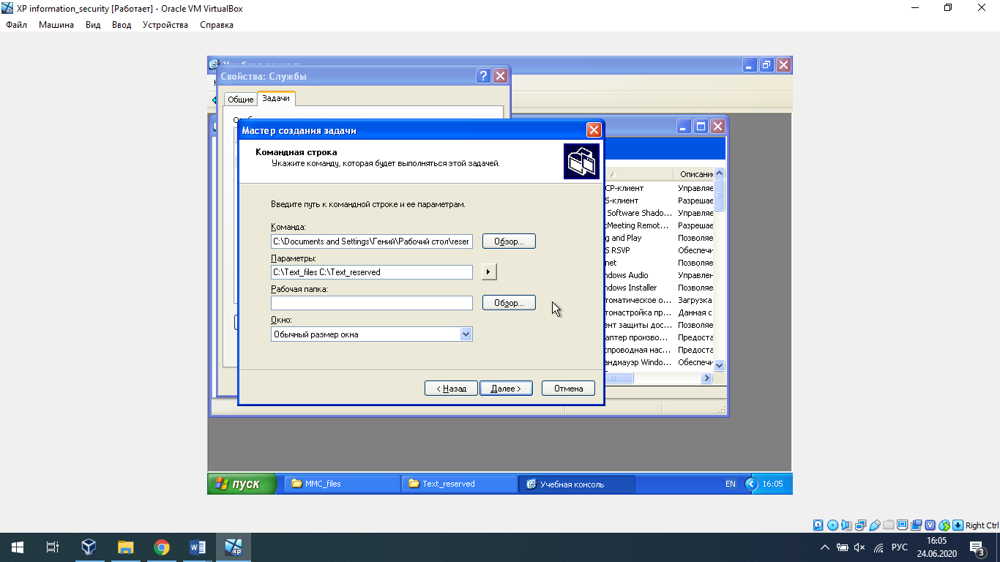 XP information_security [Работает] - Oracle VM VirtualBox
Файл Машина Вид Ввод Устройства Справка
Учебная консоль
Свойства: Службы
Общие Задачи
Мастер создания задачи
Командная строка
Укажите команду, которая будет выполняться этой задачей.
Введите путь к командной строке и ее параметрам.
Команда:
C:\Documents and Settings\Гений\Рабочий стол\reser
Обзор...
Параметры:
C:\Text_files C:\Text_reserved
Рабочая папка:
Обзор...
Окно:
Обычный размер окна
< Назад Далее > Отмена
Описани
CP-клиент Управляе
S-клиент Разрешае
Software Shado... Управляе
tMeeting Remot... Разрешае
g and Play Позволяе
S RSVP Обеспечи
net Позволяе
ndows Audio Управлен
ndows Installer Позволяе
томатическое о... Загрузка
тонастройка пр... Данная с
ент защиты дос... Позволяе
аптер произво... Предоста
спроводная нас... Предоста
андмауэр Windo... Обеспечи
пуск MMC_files Text_reserved Учебная консоль EN 16:05
Right Ctrl
РУС 16:05
24.06.2020
3